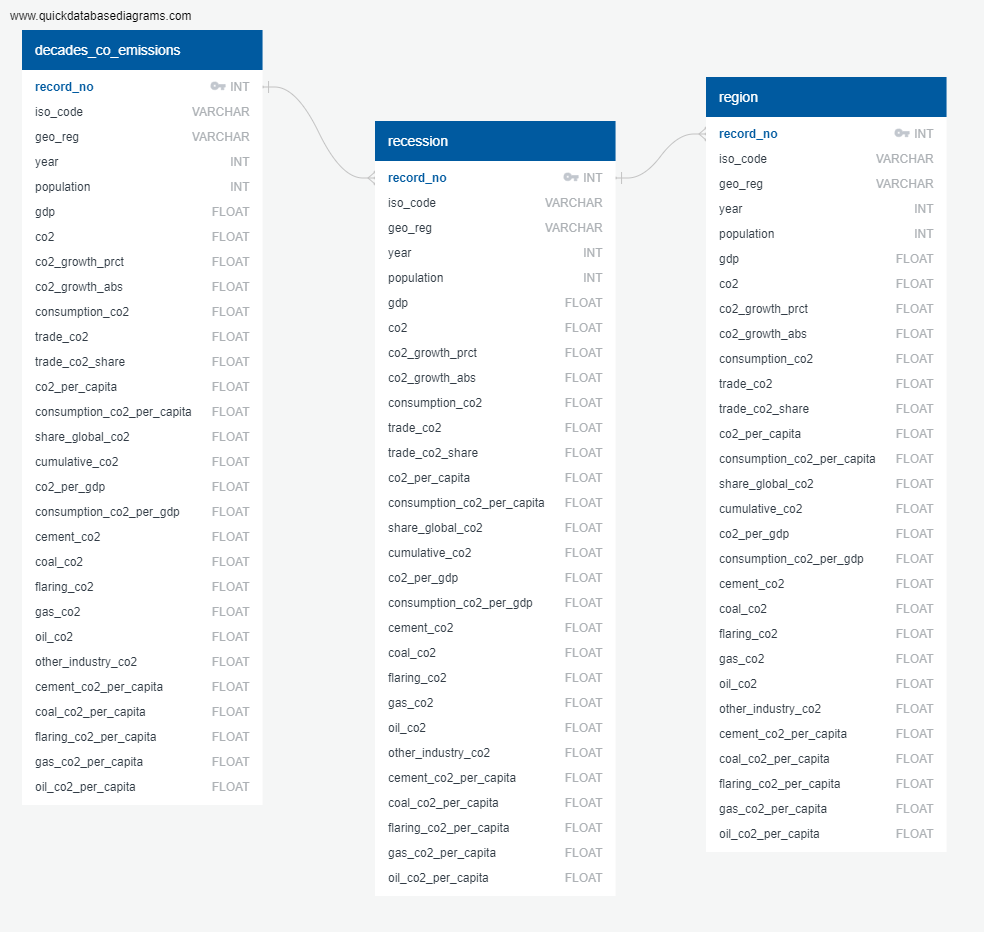 www.quickdatabasediagrams.com
decades_co_emissions
record_no INT
iso_code VARCHAR
geo_reg VARCHAR
year INT
population INT
gdp FLOAT
co2 FLOAT
co2_growth_prct FLOAT
co2_growth_abs FLOAT
consumption_co2 FLOAT
trade_co2 FLOAT
trade_co2_share FLOAT
co2_per_capita FLOAT
consumption_co2_per_capita FLOAT
share_global_co2 FLOAT
cumulative_co2 FLOAT
co2_per_gdp FLOAT
consumption_co2_per_gdp FLOAT
cement_co2 FLOAT
coal_co2 FLOAT
flaring_co2 FLOAT
gas_co2 FLOAT
oil_co2 FLOAT
other_industry_co2 FLOAT
cement_co2_per_capita FLOAT
coal_co2_per_capita FLOAT
flaring_co2_per_capita FLOAT
gas_co2_per_capita FLOAT
oil_co2_per_capita FLOAT
recession
record_no INT
iso_code VARCHAR
geo_reg VARCHAR
year INT
population INT
gdp FLOAT
co2 FLOAT
co2_growth_prct FLOAT
co2_growth_abs FLOAT
consumption_co2 FLOAT
trade_co2 FLOAT
trade_co2_share FLOAT
co2_per_capita FLOAT
consumption_co2_per_capita FLOAT
share_global_co2 FLOAT
cumulative_co2 FLOAT
co2_per_gdp FLOAT
consumption_co2_per_gdp FLOAT
cement_co2 FLOAT
coal_co2 FLOAT
flaring_co2 FLOAT
gas_co2 FLOAT
oil_co2 FLOAT
other_industry_co2 FLOAT
cement_co2_per_capita FLOAT
coal_co2_per_capita FLOAT
flaring_co2_per_capita FLOAT
gas_co2_per_capita FLOAT
oil_co2_per_capita FLOAT
region
record_no INT
iso_code VARCHAR
geo_reg VARCHAR
year INT
population INT
gdp FLOAT
co2 FLOAT
co2_growth_prct FLOAT
co2_growth_abs FLOAT
consumption_co2 FLOAT
trade_co2 FLOAT
trade_co2_share FLOAT
co2_per_capita FLOAT
consumption_co2_per_capita FLOAT
share_global_co2 FLOAT
cumulative_co2 FLOAT
co2_per_gdp FLOAT
consumption_co2_per_gdp FLOAT
cement_co2 FLOAT
coal_co2 FLOAT
flaring_co2 FLOAT
gas_co2 FLOAT
oil_co2 FLOAT
other_industry_co2 FLOAT
cement_co2_per_capita FLOAT
coal_co2_per_capita FLOAT
flaring_co2_per_capita FLOAT
gas_co2_per_capita FLOAT
oil_co2_per_capita FLOAT